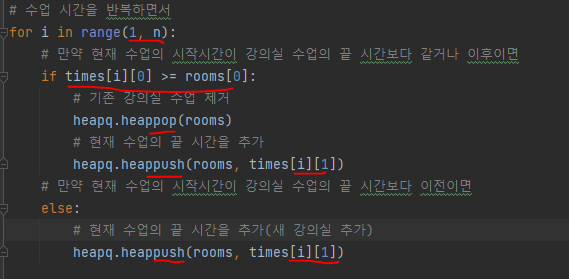 # 수업 시간을 반복하면서
for i in range(1, n):
# 만약 현재 수업의 시작시간이 강의실 수업의 끝 시간보다 같거나 이후이면
if times[i][0] >= rooms[0]:
# 기존 강의실 수업 제거
heapq.heappop(rooms)
# 현재 수업의 끝 시간을 추가
heapq.heappush(rooms, times[i][1])
# 만약 현재 수업의 시작시간이 강의실 수업의 끝 시간보다 이전이면
else:
# 현재 수업의 끝 시간을 추가(새 강의실 추가)
heapq.heappush(rooms, times[i][1])